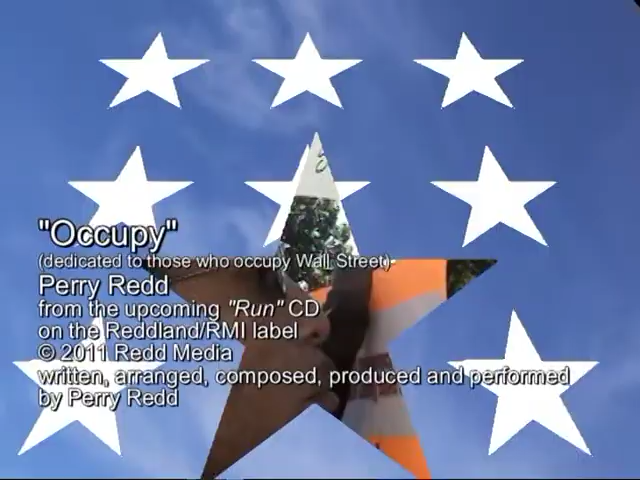 "Occupy"
(dedicated to those who occupy Wall Street)
Perry Redd
from the upcoming "Run" CD
on the Reddland/RMI label
© 2011 Redd Media
written, arranged, composed, produced and performed
by Perry Redd